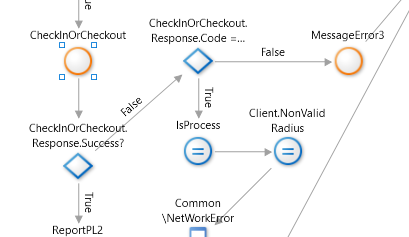 ue
CheckInOrCheckout
CheckInOrCheckout.
Response.Code =...
False
MessageError3
False
True
CheckInOrCheckout.
Response.Success?
IsProcess
Client.NonValid
Radius
True
Common
\NetWorkError
ReportPL2